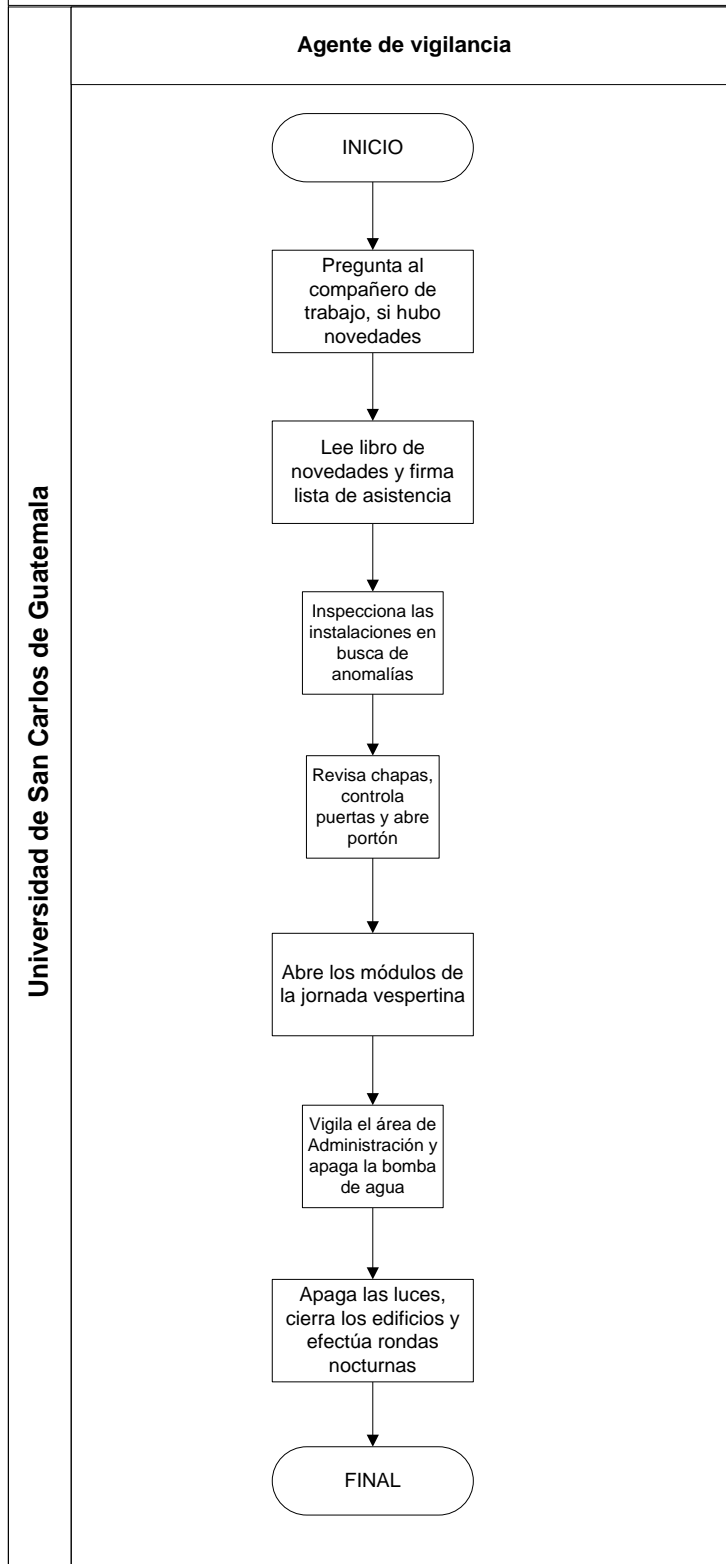 Agente de vigilancia
Universidad de San Carlos de Guatemala
INICIO
Pregunta al
compañero de
trabajo, si hubo
novedades
Lee libro de
novedades y firma
lista de asistencia
Inspecciona las
instalaciones en
busca de
anomalías
Revisa chapas,
controla
puertas y abre
portón
Abre los módulos de
la jornada vespertina
Vigila el área de
Administración y
apaga la bomba
de agua
Apaga las luces,
cierra los edificios y
efectúa rondas
nocturnas
FINAL